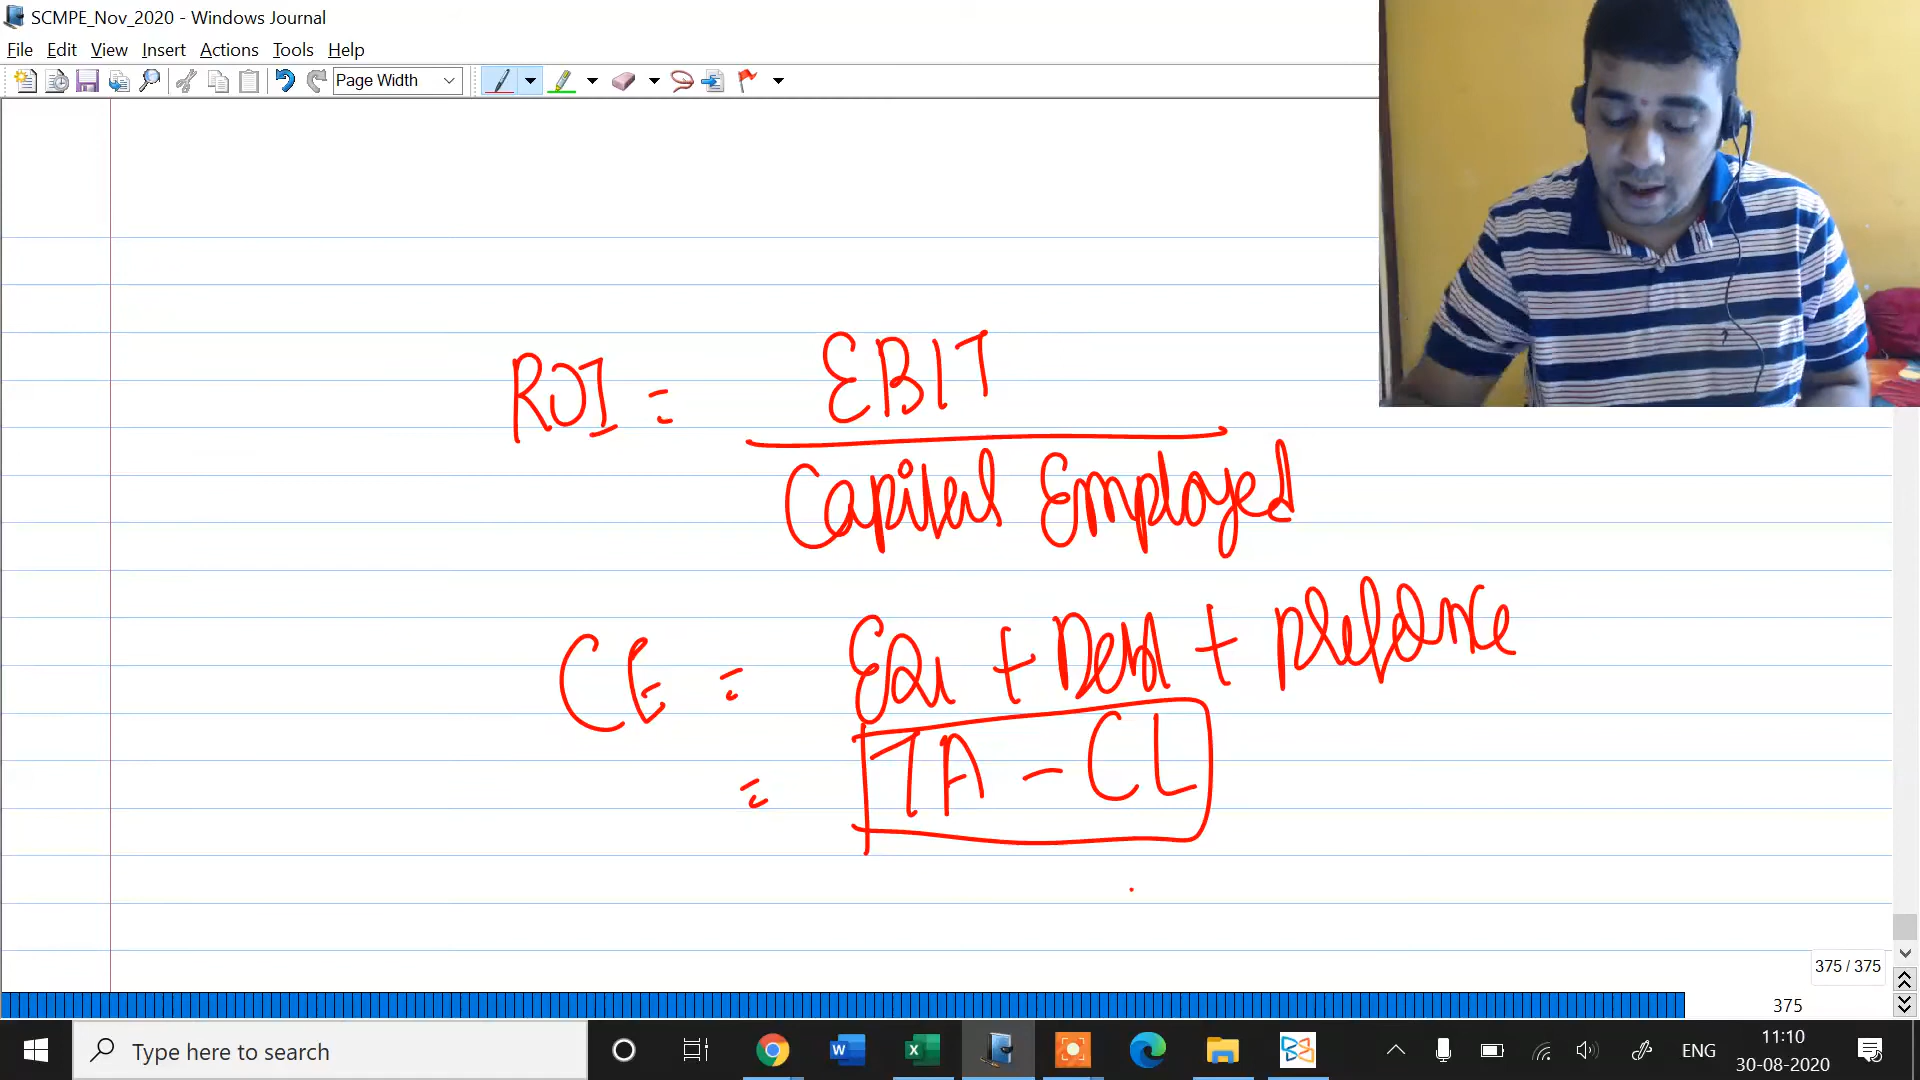 SCMPE_Nov_2020 - Windows Journal
File Edit View Insert Actions Tools Help
Page Width
ROI = EBIT
Capital Employed
CE = Equ + Debt + preference
= TA - CL
375 / 375
375
Type here to search
ENG
11:10
30-08-2020